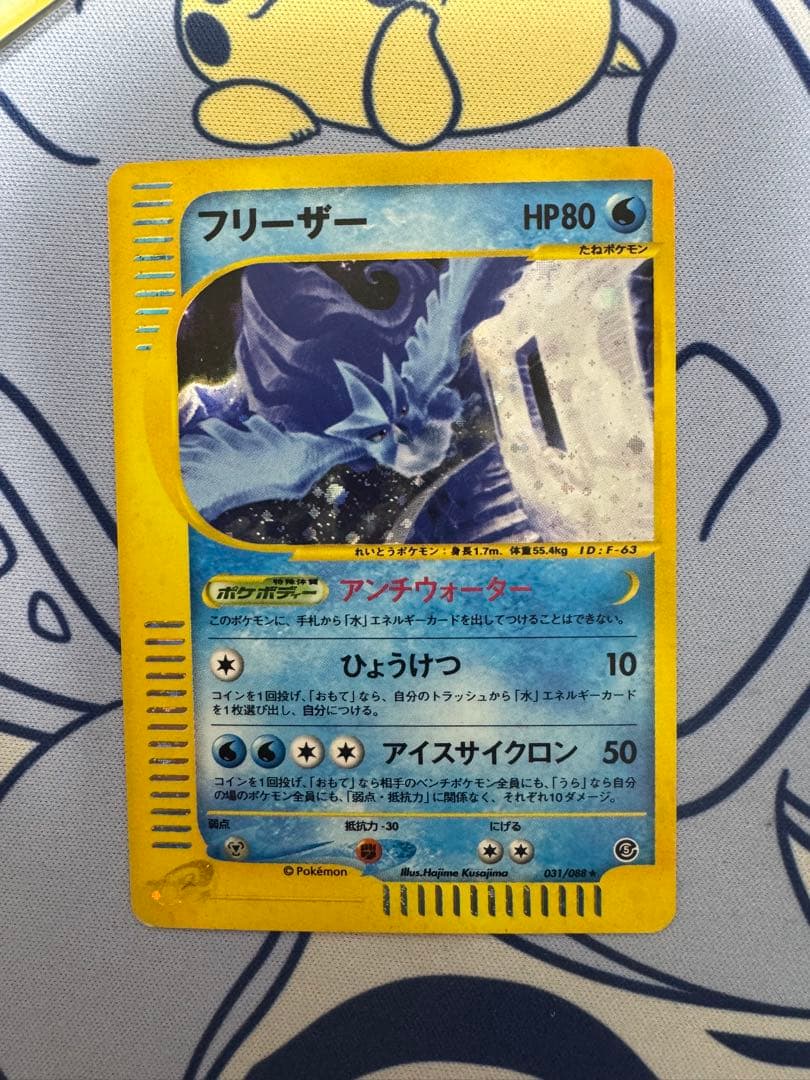 フリーザー HP80
たねポケモン
れいとうポケモン：身長1.7m、体重55.4kg ID：F-63
特殊体質
ポケボディー アンチウォーター
このポケモンに、手札から「水」エネルギーカードを出してつけることはできない。
ひょうけつ 10
コインを1回投げ、「おもて」なら、自分のトラッシュから「水」エネルギーカード
を1枚選び出し、自分につける。
アイスサイクロン 50
コインを1回投げ、「おもて」なら相手のベンチポケモン全員にも、「うら」なら自分
の場のポケモン全員にも、「弱点・抵抗力」に関係なく、それぞれ10ダメージ。
弱点 抵抗力 -30 にげる
5
©Pokémon Illus.Hajime Kusajima 031/088★